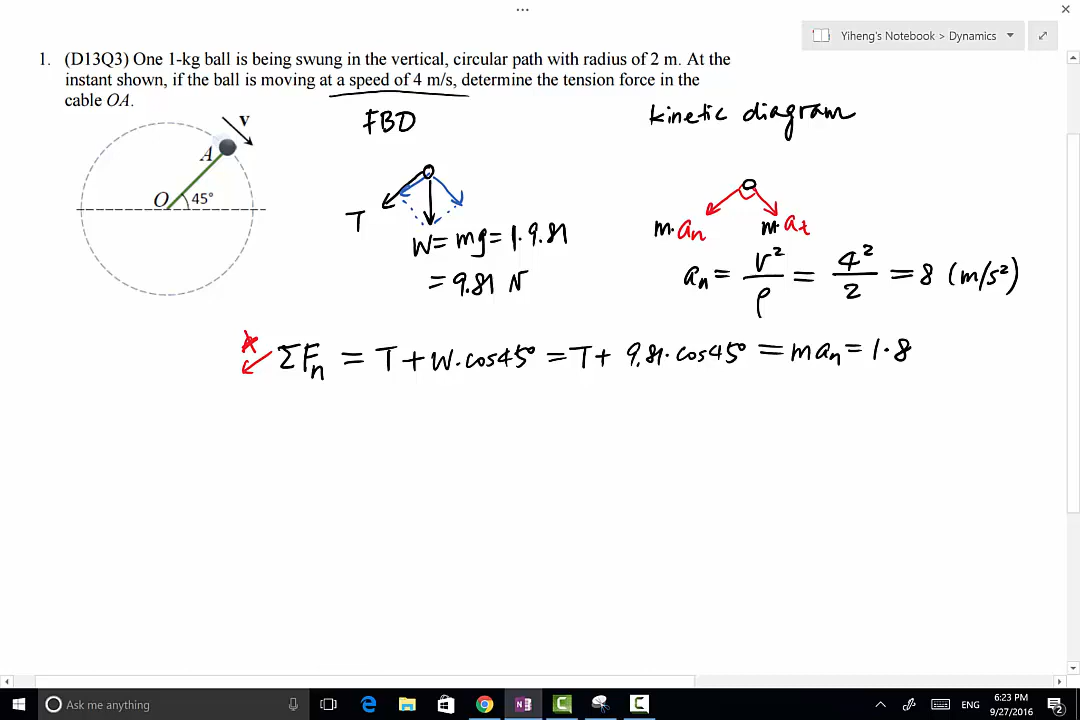 Yiheng's Notebook > Dynamics
1. (D13Q3) One 1-kg ball is being swung in the vertical, circular path with radius of 2 m. At the
instant shown, if the ball is moving at a speed of 4 m/s, determine the tension force in the
cable OA.
FBD
kinetic diagram
v
A
O 45°
T
W = mg = 1·9.81
= 9.81 N
m·an
m·at
an = v²/ρ = 4²/2 = 8 (m/s²)
ΣFn = T + W·cos45° = T + 9.81·cos45° = man = 1·8
Ask me anything
ENG
6:23 PM
9/27/2016
2